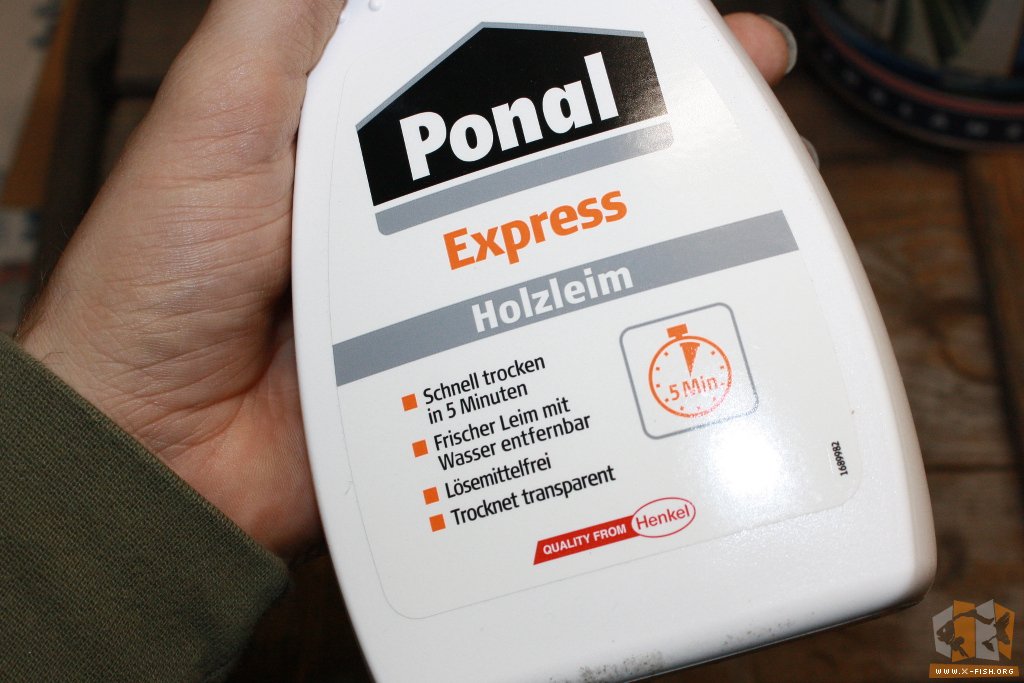 Ponal
Express
Holzleim
Schnell trocken
in 5 Minuten
Frischer Leim mit
Wasser entfernbar
Lösemittelfrei
Trocknet transparent
5 Min
1689982
QUALITY FROM Henkel
WWW.X-FISH.ORG